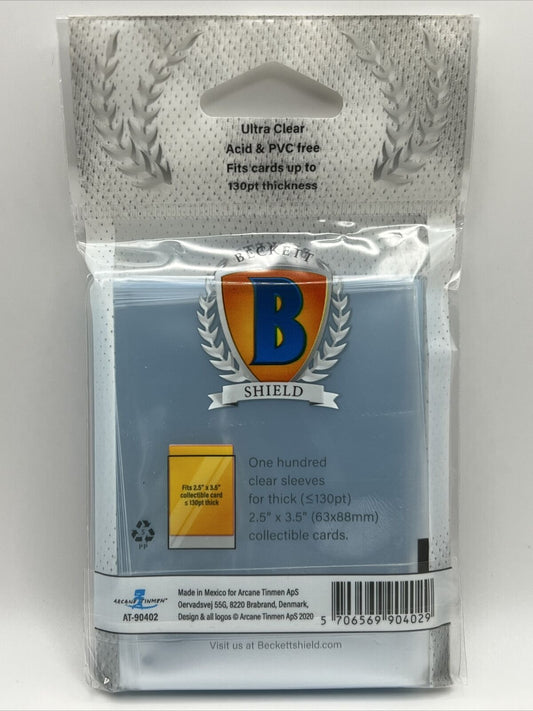 Ultra Clear
Acid & PVC free
Fits cards up to
130pt thickness
BECKETT
B
SHIELD
Fits 2.5" x 3.5"
collectible card
≤ 130pt thick
One hundred
clear sleeves
for thick (≤130pt)
2.5" x 3.5" (63x88mm)
collectible cards.
5
PP
ARCANE TINMEN
AT-90402
Made in Mexico for Arcane Tinmen ApS
Oervadsvej 55G, 8220 Brabrand, Denmark,
Design & all logos © Arcane Tinmen ApS 2020
5 706569 904029
Visit us at Beckettshield.com